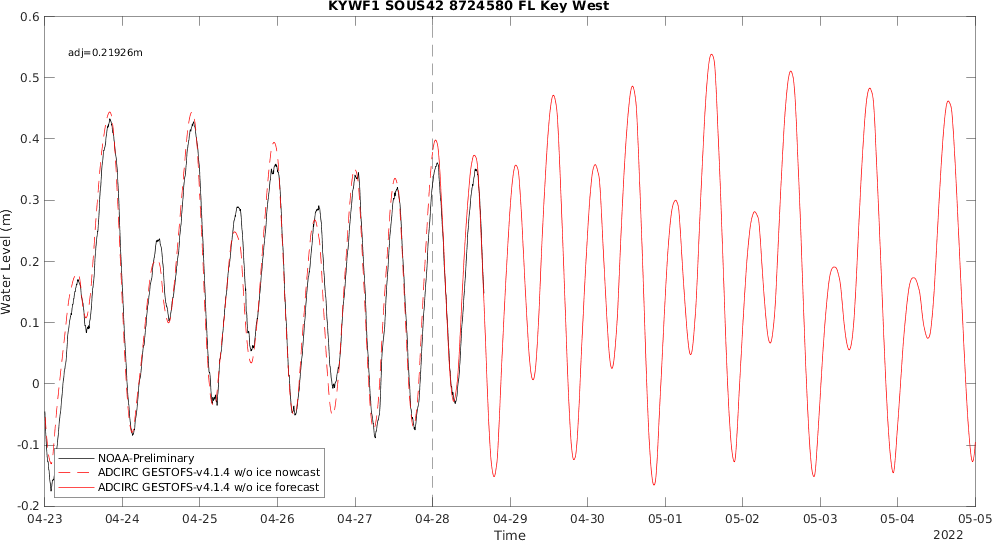 KYWF1 SOUS42 8724580 FL Key West
adj=0.21926m
0.6
0.5
0.4
0.3
0.2
0.1
0
-0.1
-0.2
Water Level (m)
NOAA-Preliminary
ADCIRC GESTOFS-v4.1.4 w/o ice nowcast
ADCIRC GESTOFS-v4.1.4 w/o ice forecast
04-23 04-24 04-25 04-26 04-27 04-28 04-29 04-30 05-01 05-02 05-03 05-04 05-05
Time
2022